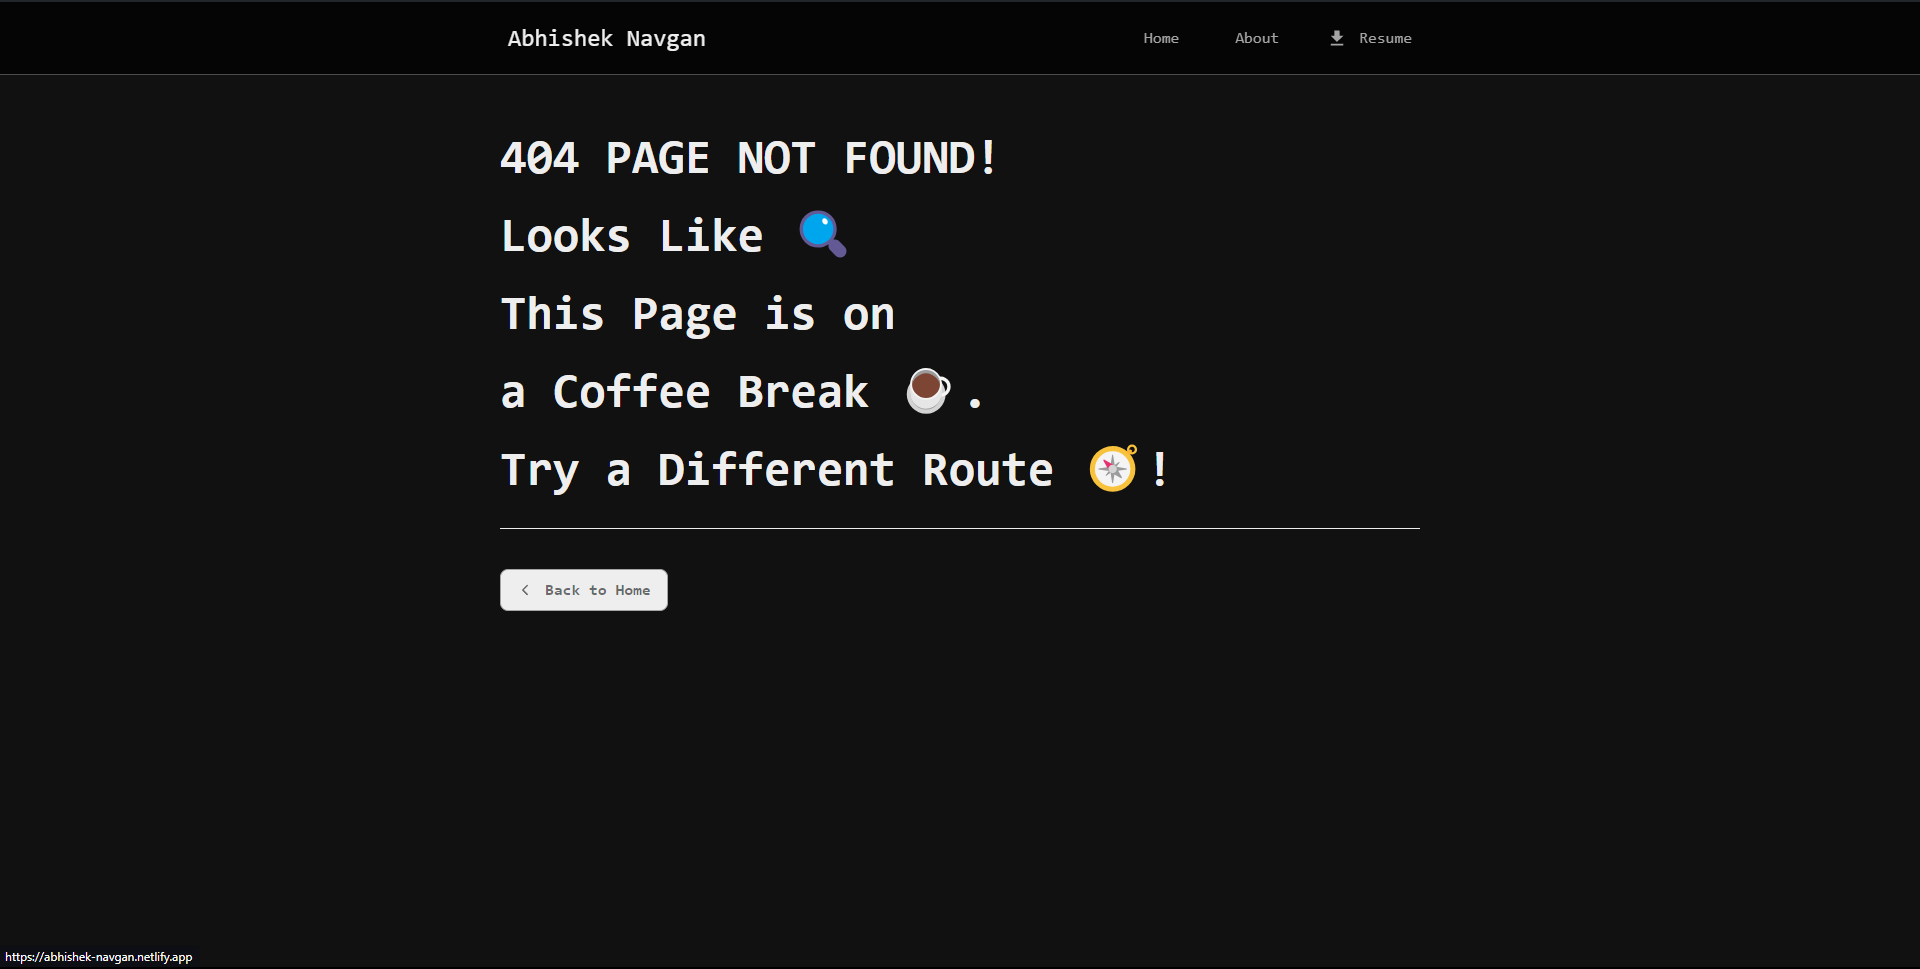 Abhishek Navgan
Home
About
Resume
404 PAGE NOT FOUND!
Looks Like 🔍
This Page is on
a Coffee Break ☕.
Try a Different Route 🧭!
Back to Home
https://abhishek-navgan.netlify.app